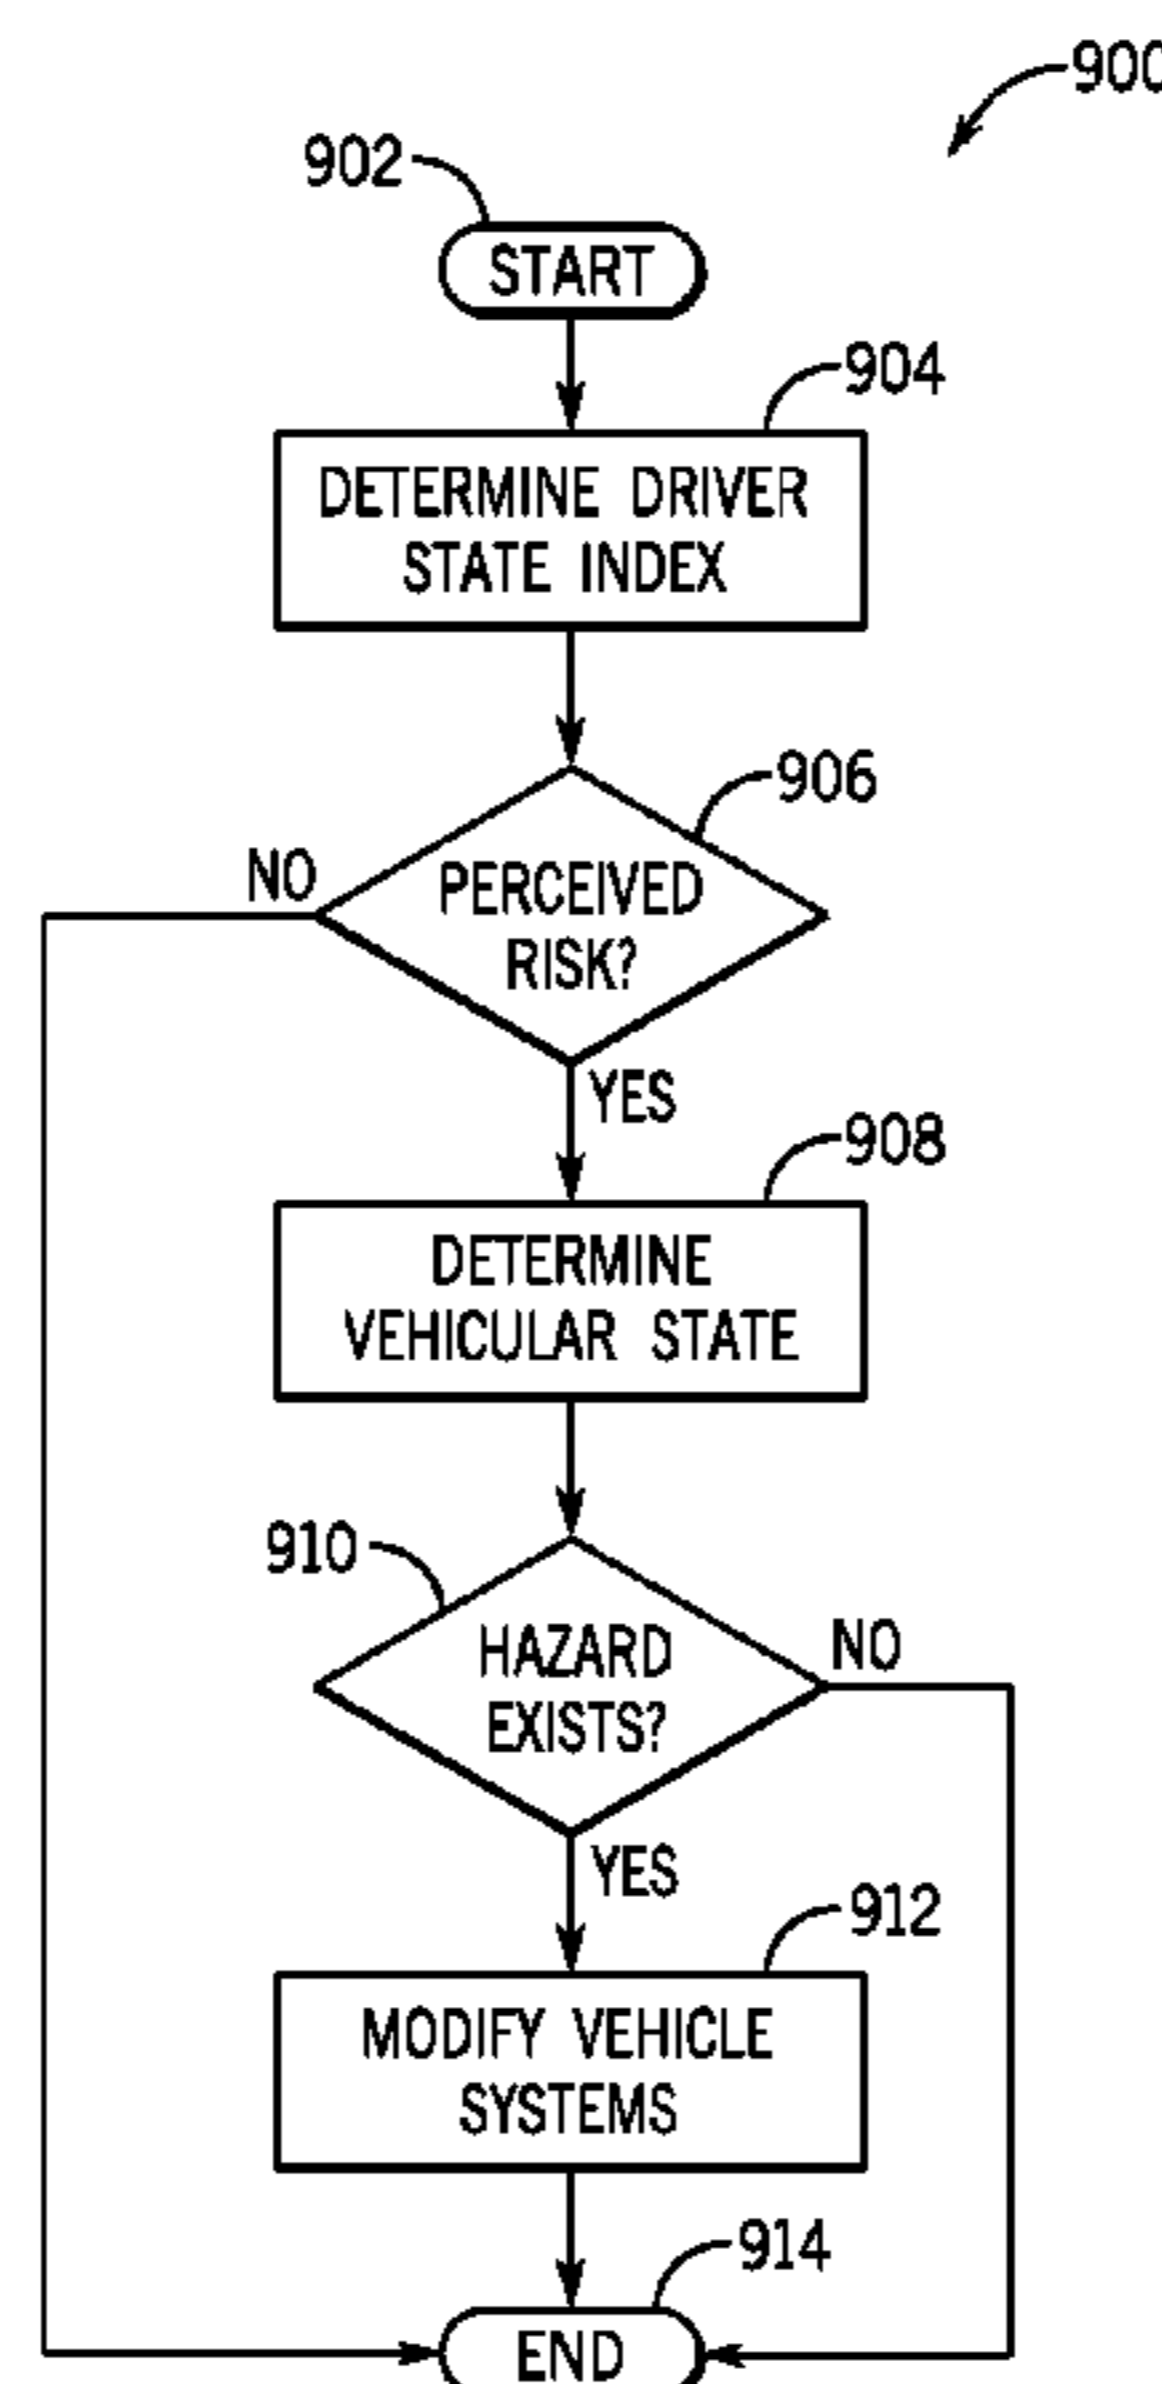 900
902
START
904
DETERMINE DRIVER
STATE INDEX
906
NO
PERCEIVED
RISK?
YES
908
DETERMINE
VEHICULAR STATE
910
HAZARD
EXISTS?
NO
YES
912
MODIFY VEHICLE
SYSTEMS
914
END